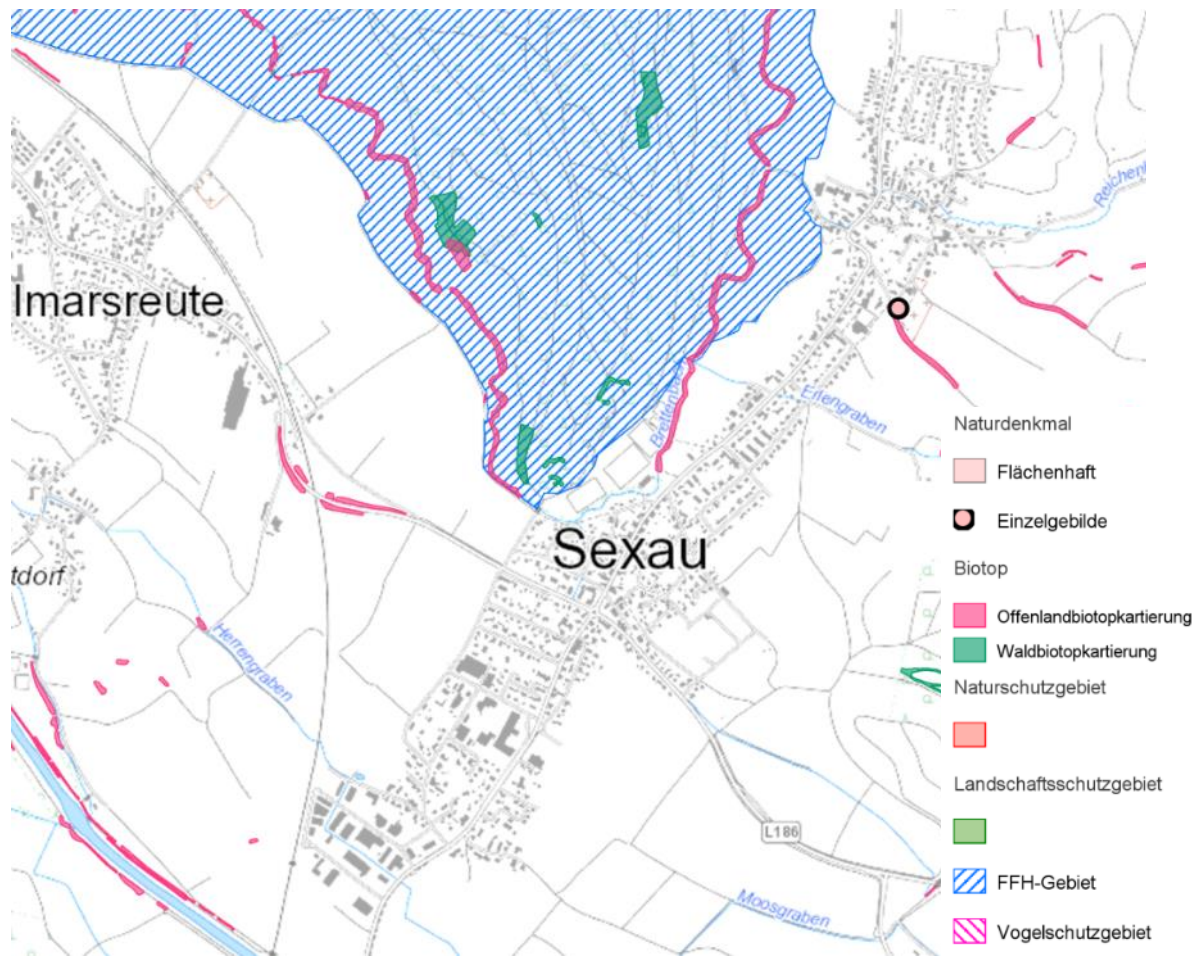 Reichen
lmarsreute
Brettenbach
Erlengraben
Sexau
tdorf
Herrengraben
L186
Moosgraben
Naturdenkmal
Flächenhaft
Einzelgebilde
Biotop
Offenlandbiotopkartierung
Waldbiotopkartierung
Naturschutzgebiet
Landschaftsschutzgebiet
FFH-Gebiet
Vogelschutzgebiet